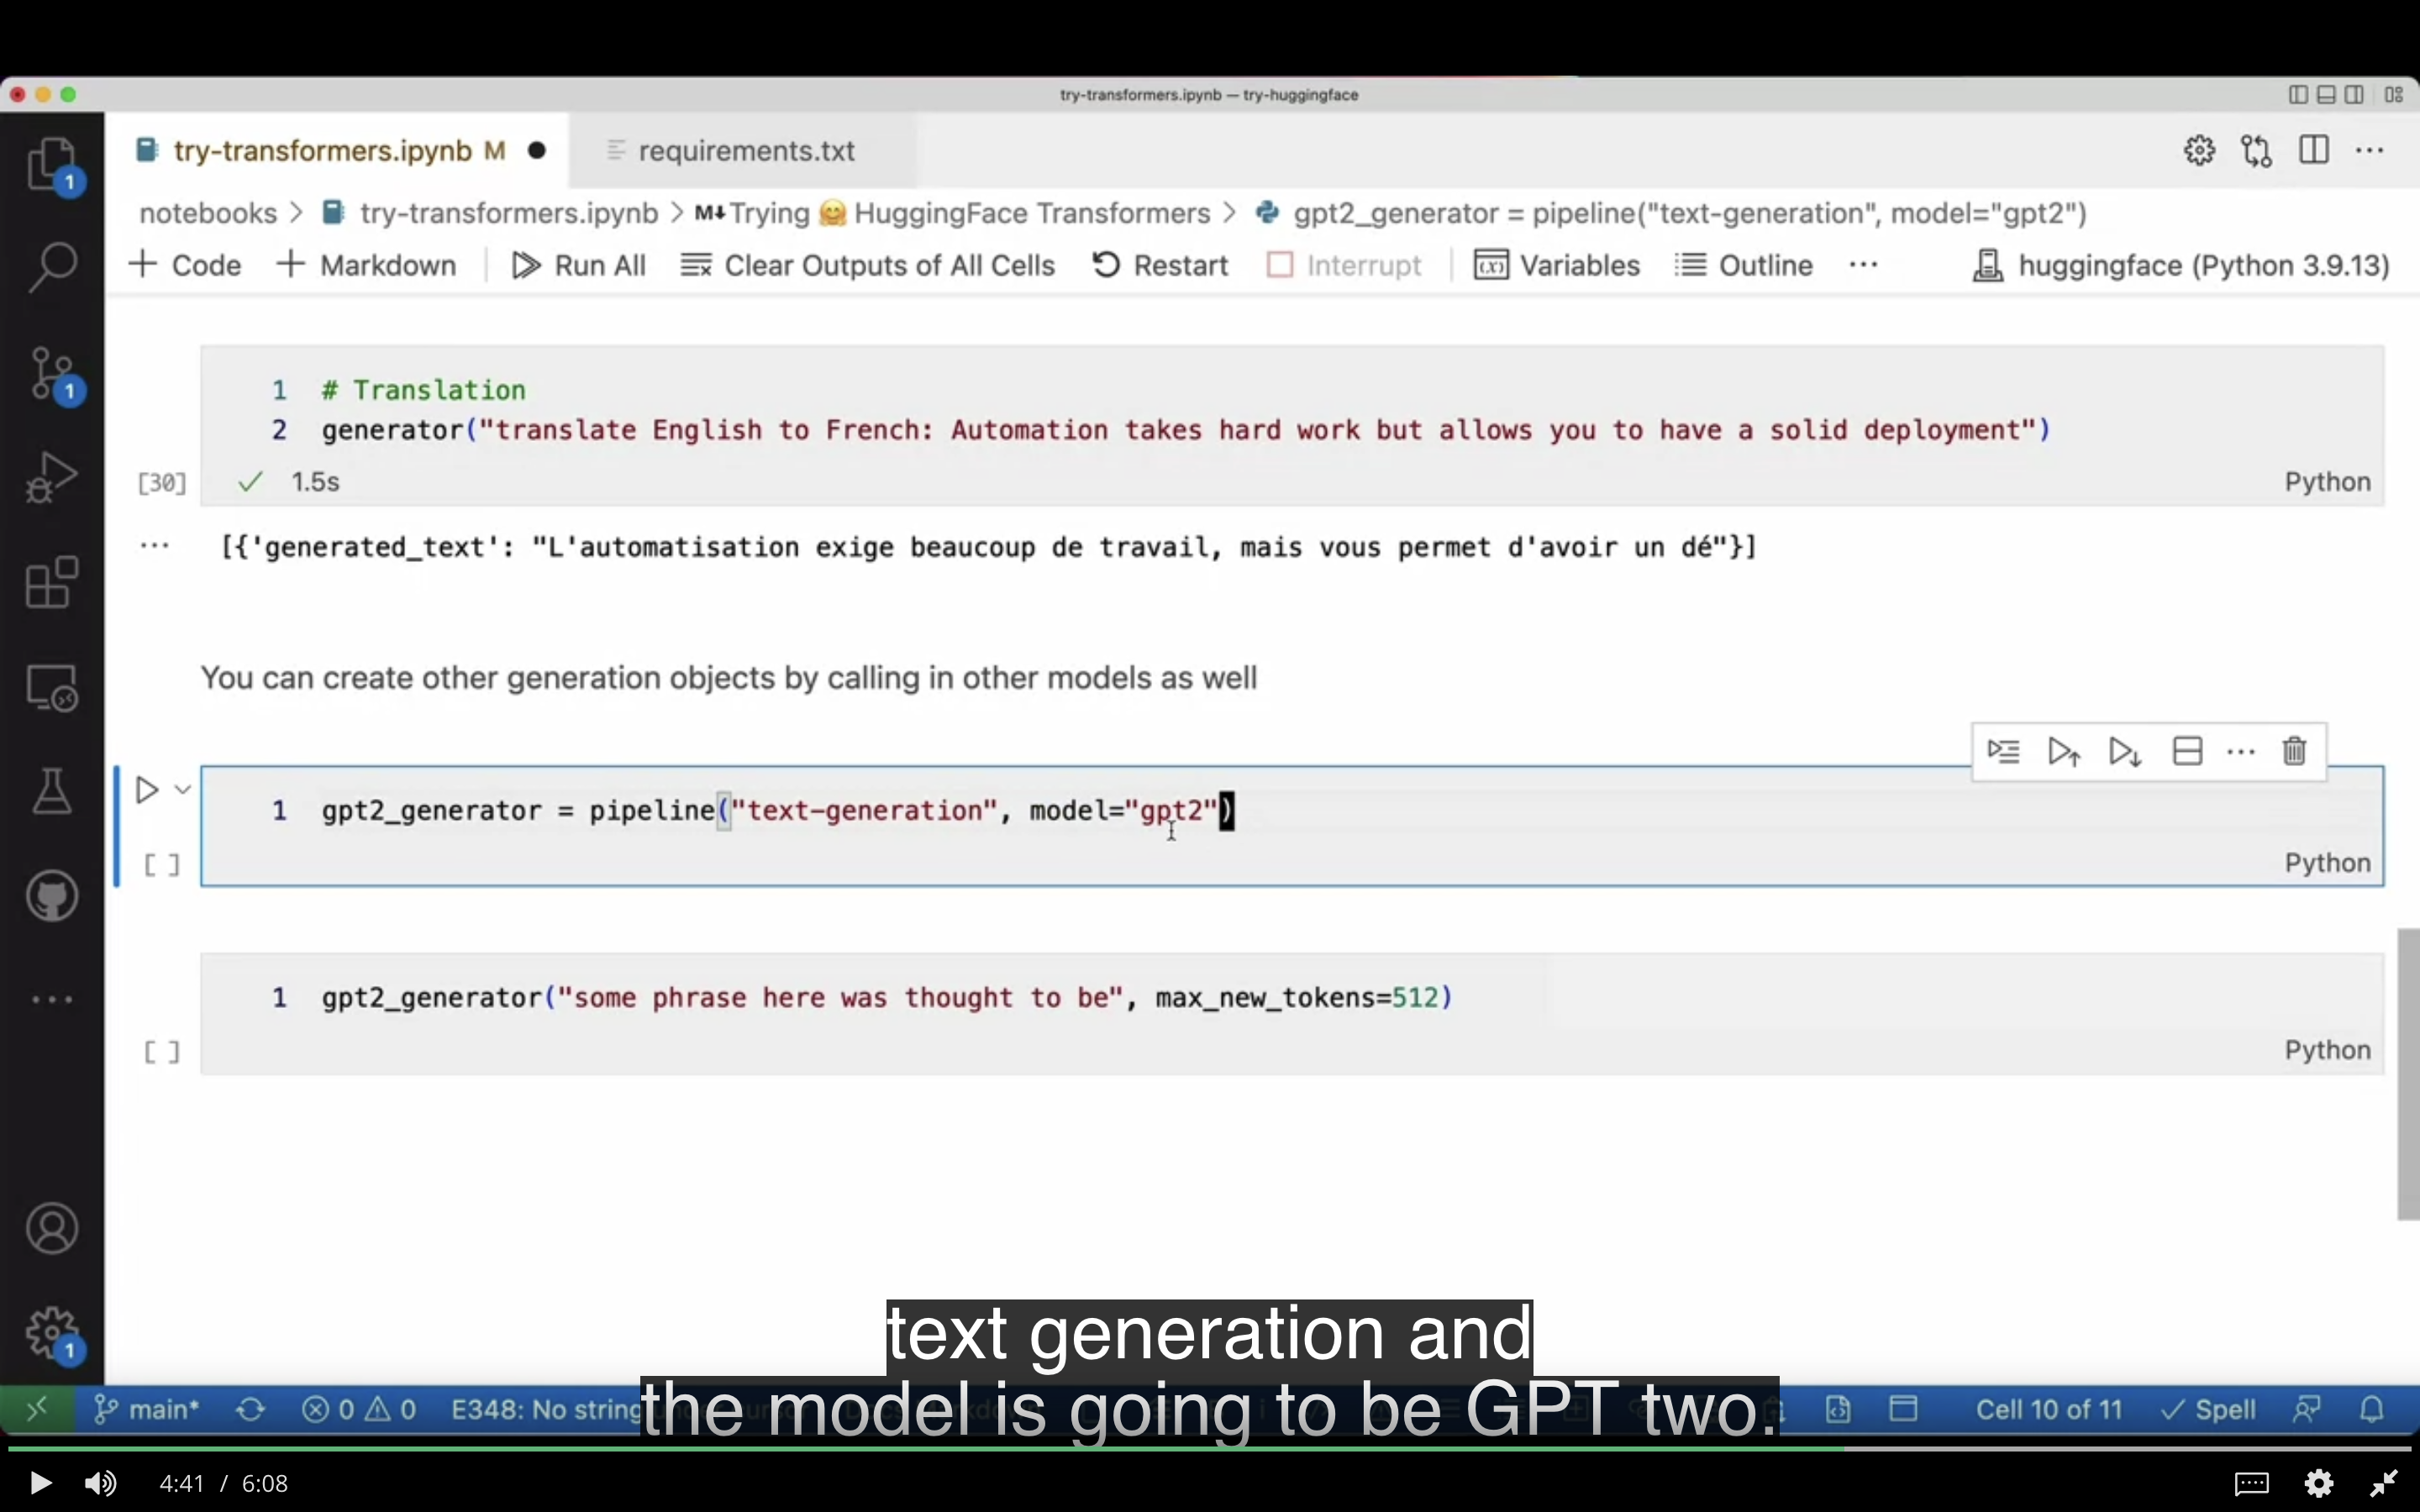 try-transformers.ipynb — try-huggingface
try-transformers.ipynb M
requirements.txt
notebooks > try-transformers.ipynb > M↓Trying 🤗 HuggingFace Transformers > gpt2_generator = pipeline("text-generation", model="gpt2")
+ Code + Markdown Run All Clear Outputs of All Cells Restart Interrupt Variables Outline ··· huggingface (Python 3.9.13)
1 # Translation
2 generator("translate English to French: Automation takes hard work but allows you to have a solid deployment")
[30] ✓ 1.5s Python
··· [{'generated_text': "L'automatisation exige beaucoup de travail, mais vous permet d'avoir un dé"}]
You can create other generation objects by calling in other models as well
1 gpt2_generator = pipeline("text-generation", model="gpt2")
[ ] Python
1 gpt2_generator("some phrase here was thought to be", max_new_tokens=512)
[ ] Python
1
1
1
text generation and
the model is going to be GPT two.
main* 0 0 E348: No string Cell 10 of 11 ✓ Spell
4:41 / 6:08